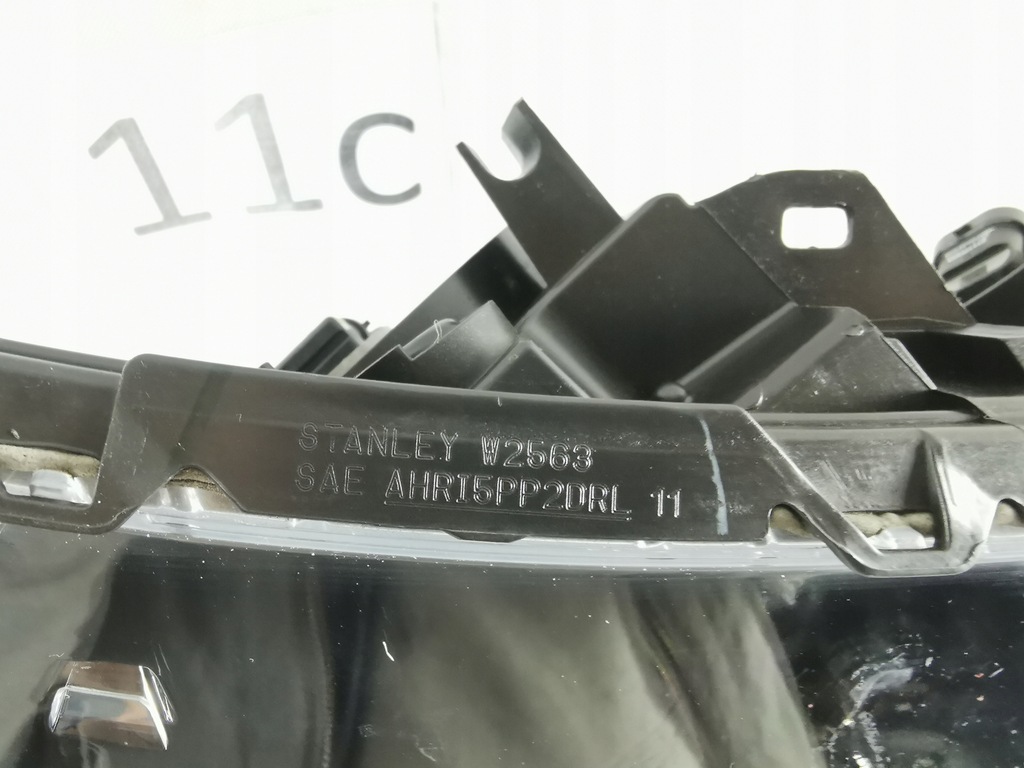 11c
STANLEY W2563
SAE AHRI5PP2DRL 11